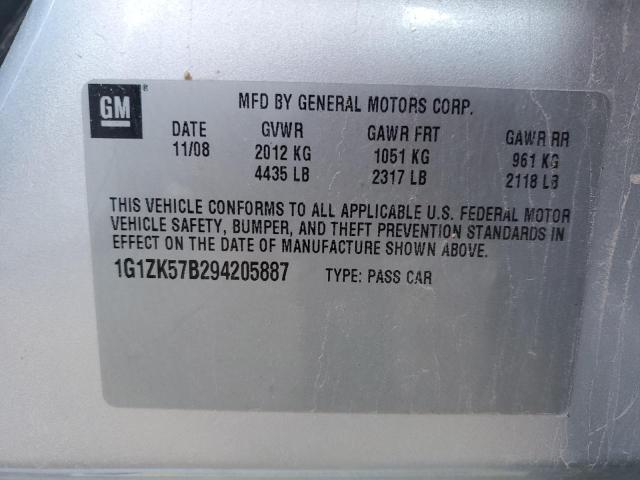 GM®
MFD BY GENERAL MOTORS CORP.
DATE GVWR GAWR FRT GAWR RR
11/08 2012 KG 1051 KG 961 KG
4435 LB 2317 LB 2118 LB
THIS VEHICLE CONFORMS TO ALL APPLICABLE U.S. FEDERAL MOTOR
VEHICLE SAFETY, BUMPER, AND THEFT PREVENTION STANDARDS IN
EFFECT ON THE DATE OF MANUFACTURE SHOWN ABOVE.
1G1ZK57B294205887 TYPE: PASS CAR